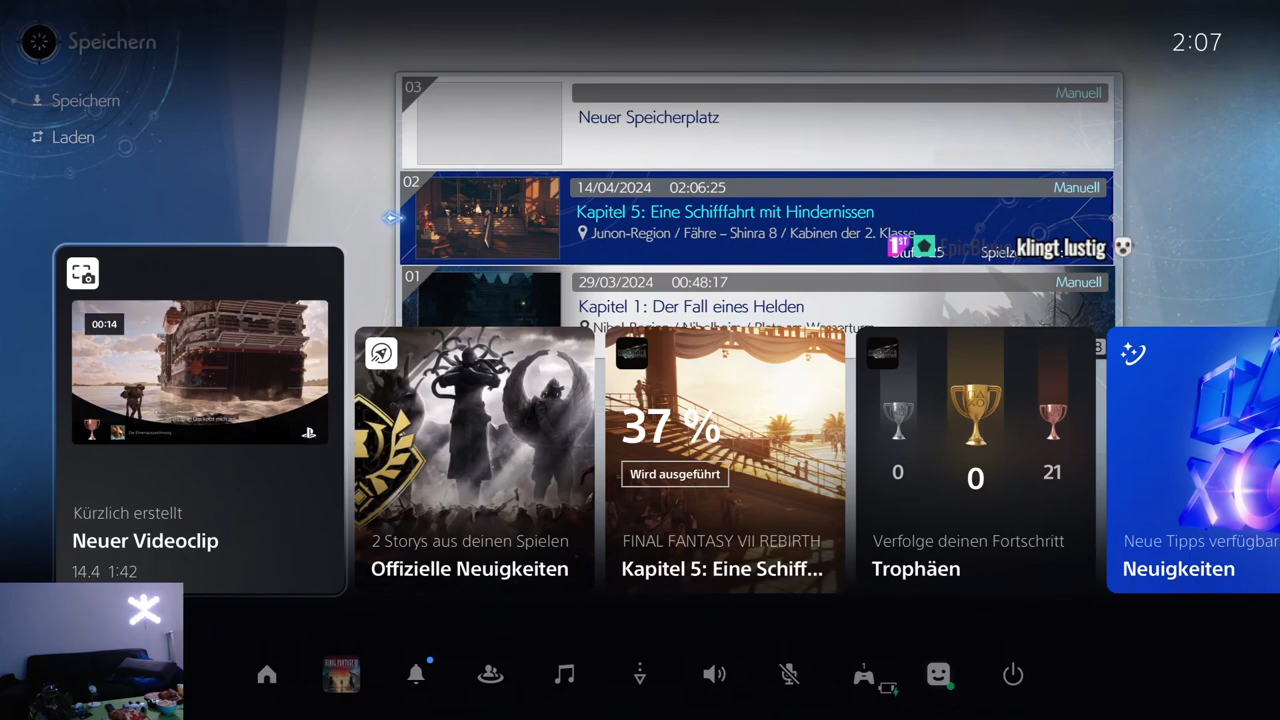 Speichern
2:07
Speichern
Laden
03
Manuell
Neuer Speicherplatz
02
14/04/2024 02:06:25
Manuell
Kapitel 5: Eine Schifffahrt mit Hindernissen
Junon-Region / Fähre – Shinra 8 / Kabinen der 2. Klasse
1ST
klingt lustig
01
29/03/2024 00:48:17
Manuell
Kapitel 1: Der Fall eines Helden
00:14
Kürzlich erstellt
Neuer Videoclip
14.4 1:42
2 Storys aus deinen Spielen
Offizielle Neuigkeiten
37 %
Wird ausgeführt
FINAL FANTASY VII REBIRTH
Kapitel 5: Eine Schiff...
0
0
21
Verfolge deinen Fortschritt
Trophäen
Neue Tipps verfügbar
Neuigkeiten
1